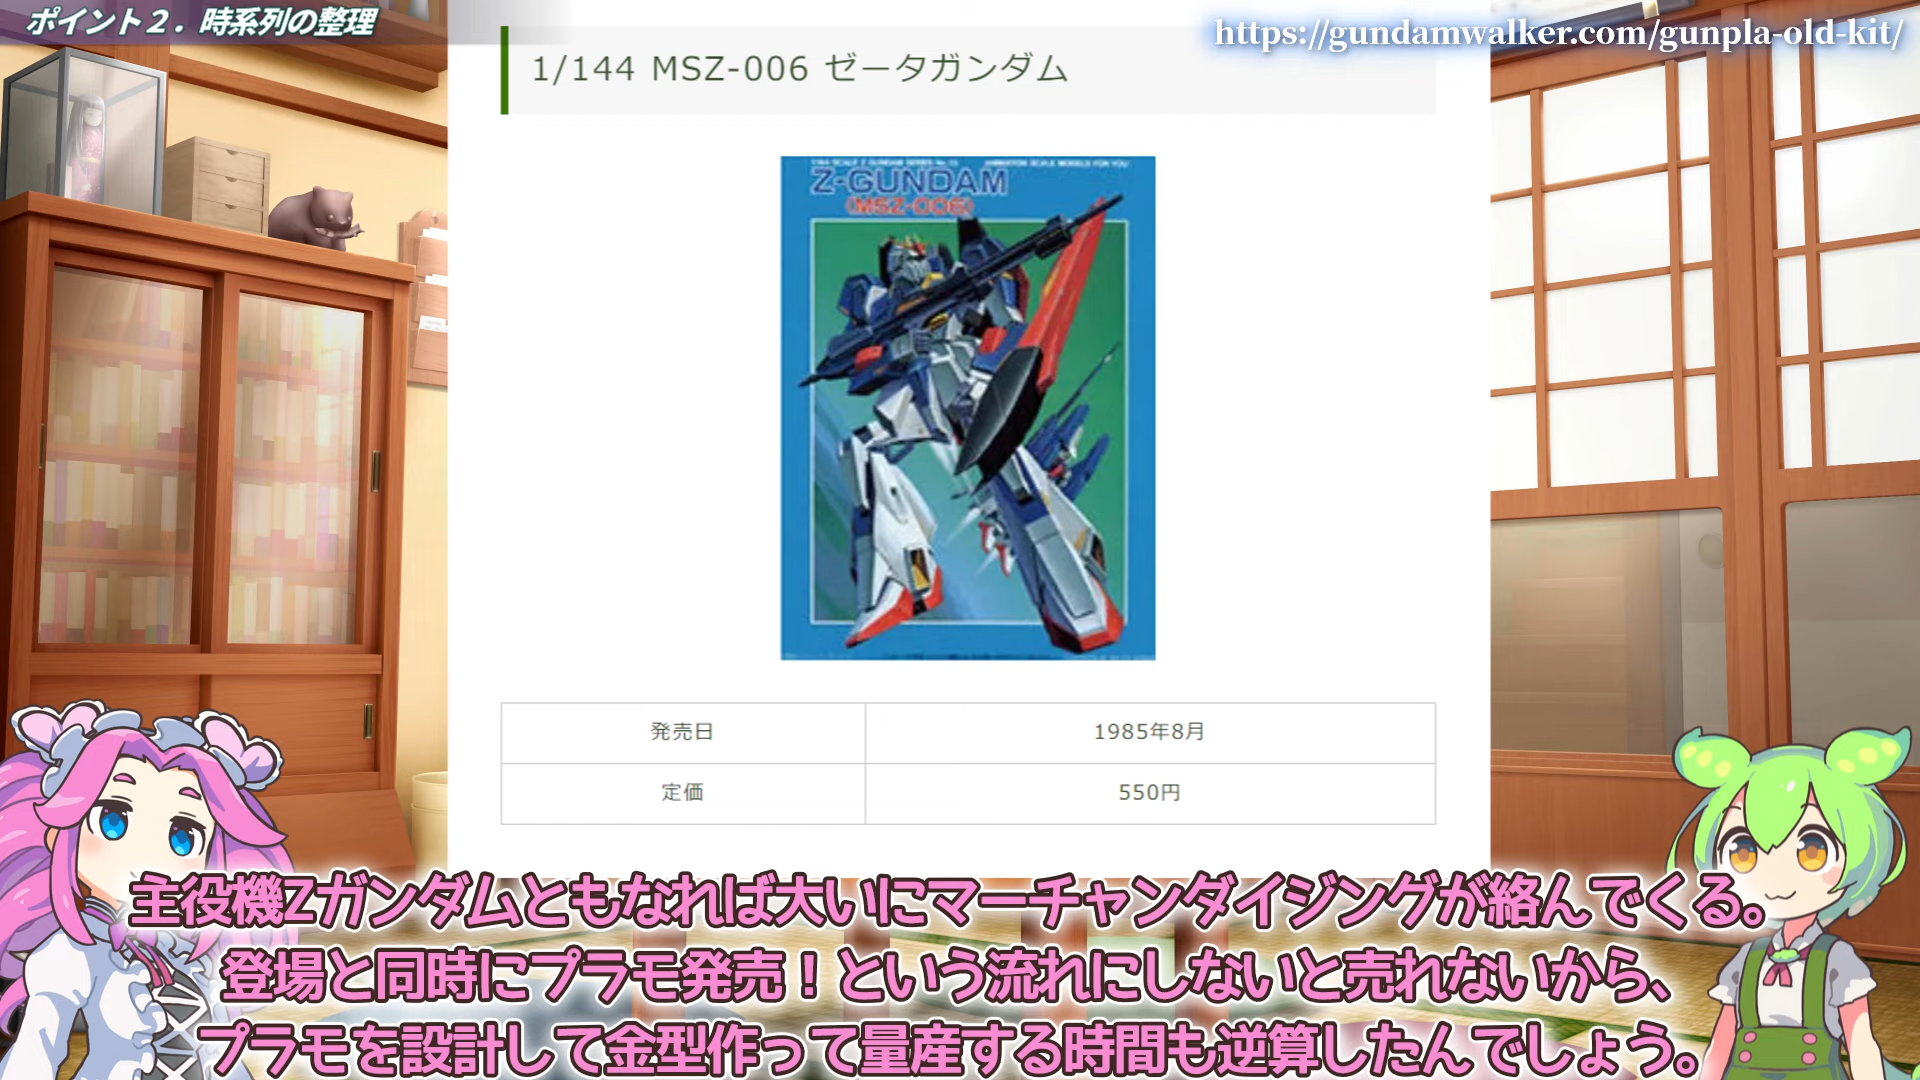 ポイント２．時系列の整理
https://gundamwalker.com/gunpla-old-kit/
1/144 MSZ-006 ゼータガンダム
Z-GUNDAM
(MSZ-006)
発売日 1985年8月
定価 550円
主役機Zガンダムともなれば大いにマーチャンダイジングが絡んでくる。
登場と同時にプラモ発売！という流れにしないと売れないから、
プラモを設計して金型作って量産する時間も逆算したんでしょう。